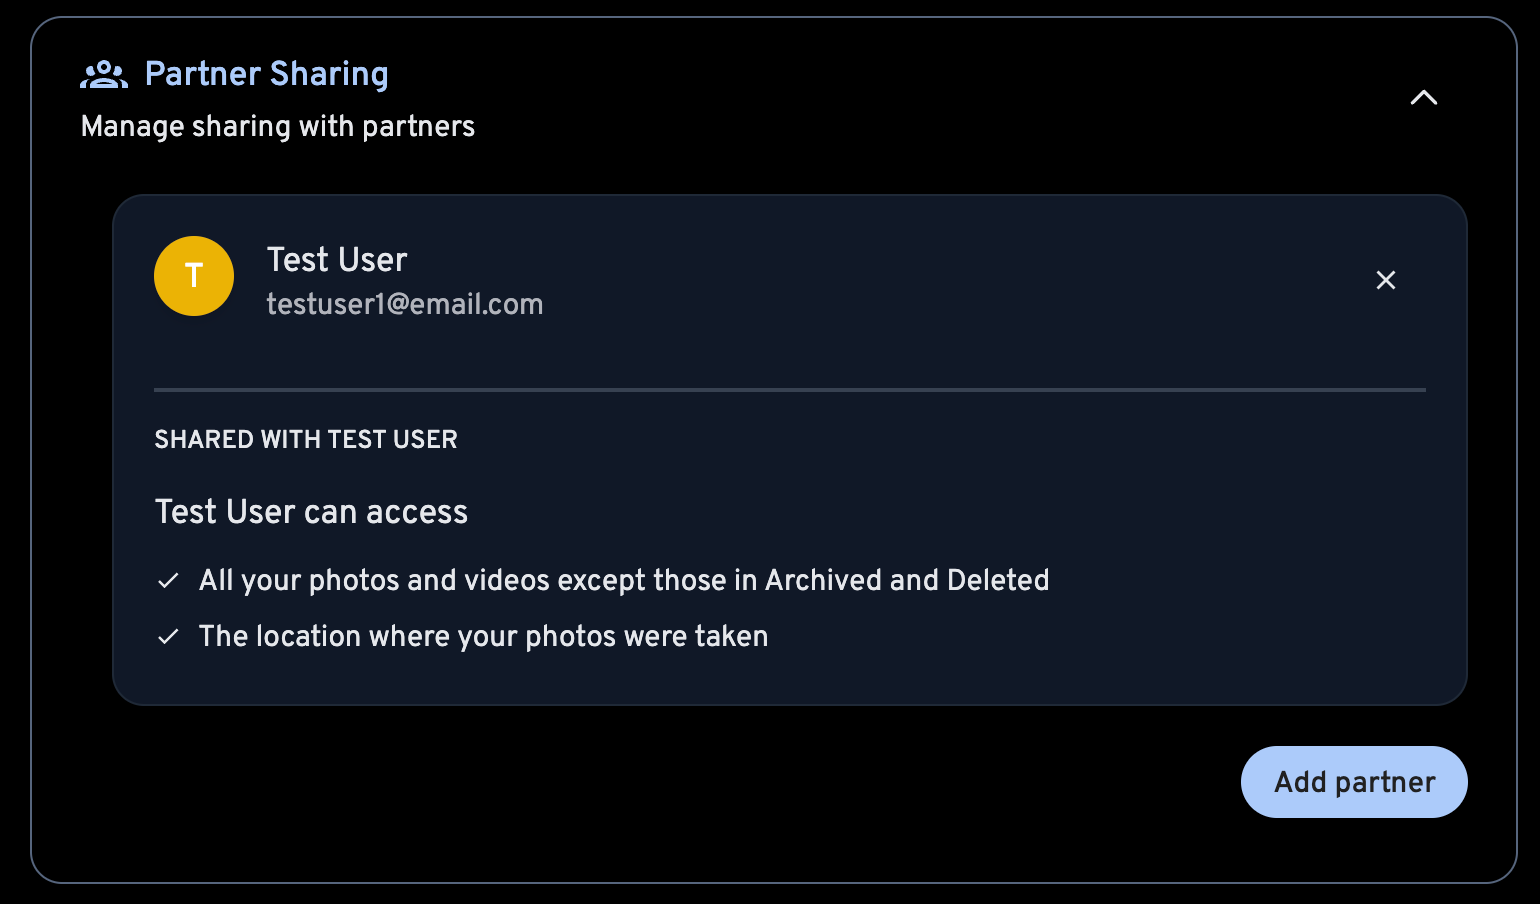 Partner Sharing
Manage sharing with partners
T
Test User
testuser1@email.com
SHARED WITH TEST USER
Test User can access
All your photos and videos except those in Archived and Deleted
The location where your photos were taken
Add partner